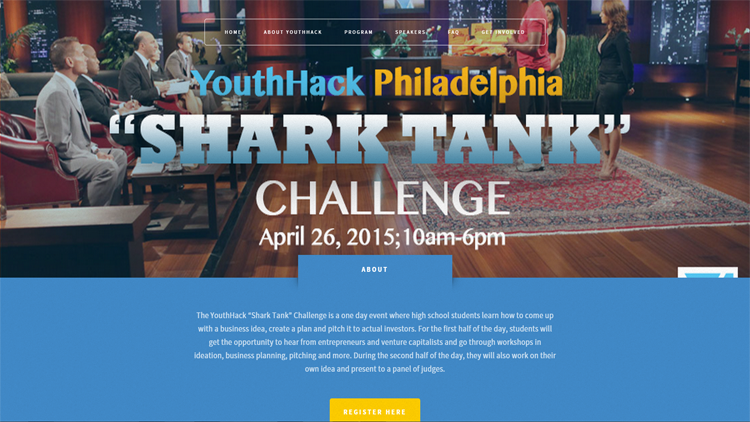 HOME ABOUT YOUTHHACK PROGRAM SPEAKERS FAQ GET INVOLVED
YouthHack Philadelphia
“SHARK TANK”
CHALLENGE
April 26, 2015;10am-6pm
ABOUT
The YouthHack "Shark Tank" Challenge is a one day event where high school students learn how to come up
with a business idea, create a plan and pitch it to actual investors. For the first half of the day, students will
get the opportunity to hear from entrepreneurs and venture capitalists and go through workshops in
ideation, business planning, pitching and more. During the second half of the day, they will also work on their
own idea and present to a panel of judges.
REGISTER HERE